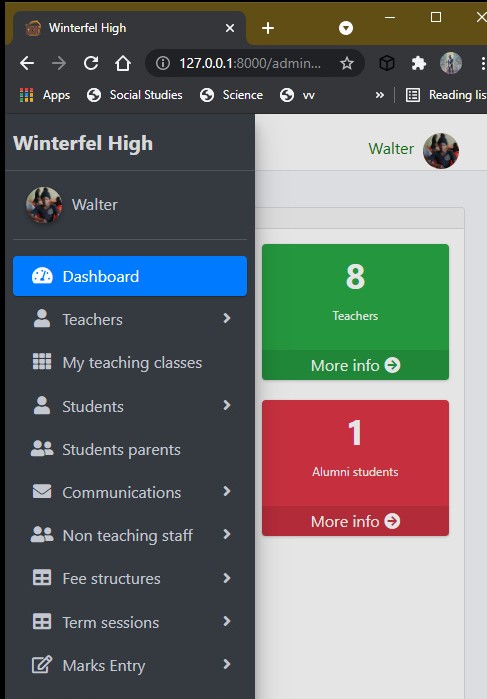 Winterfel High
127.0.0.1:8000/admin...
Apps Social Studies Science vv » Reading lis
Winterfel High
Walter
Walter
Dashboard
Teachers
My teaching classes
Students
Students parents
Communications
Non teaching staff
Fee structures
Term sessions
Marks Entry
8
Teachers
More info
1
Alumni students
More info